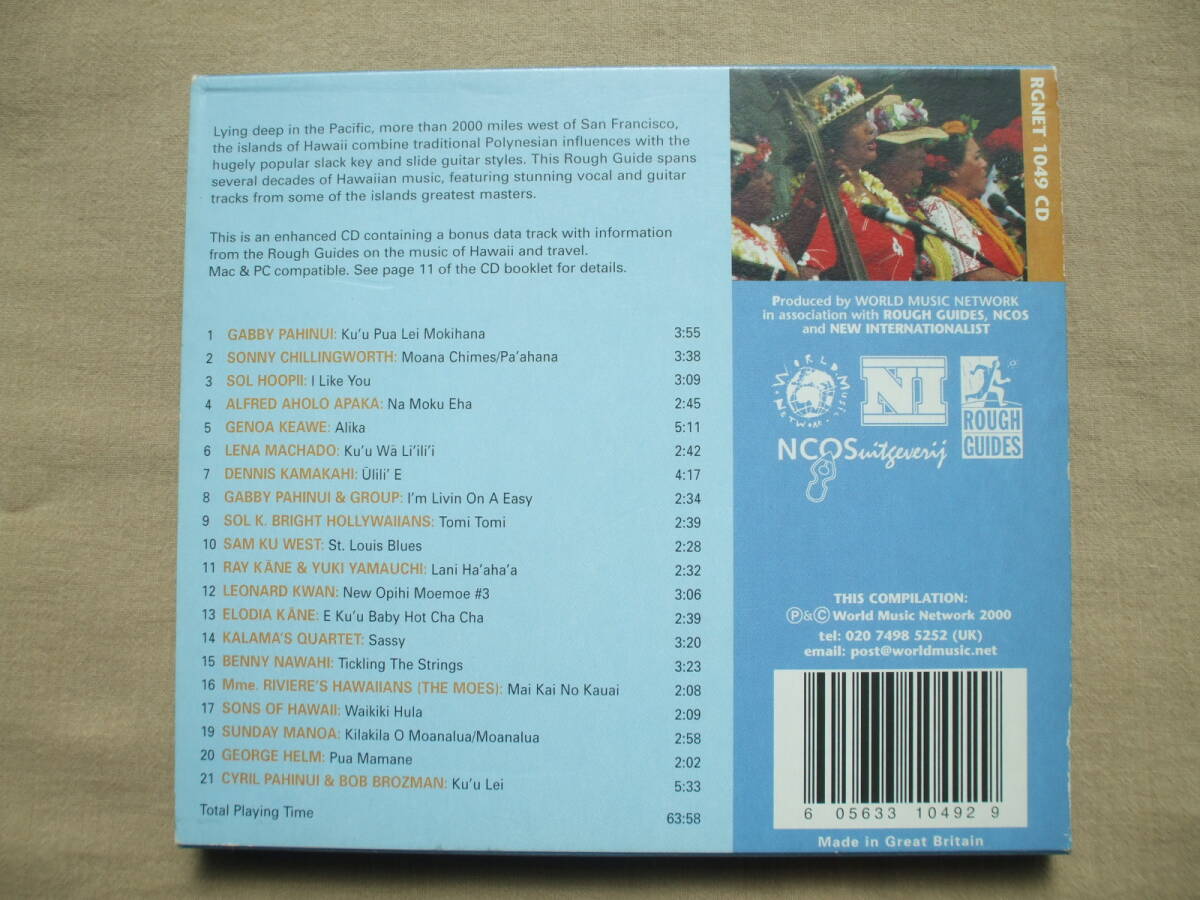 Lying deep in the Pacific, more than 2000 miles west of San Francisco,
the islands of Hawaii combine traditional Polynesian influences with the
hugely popular slack key and slide guitar styles. This Rough Guide spans
several decades of Hawaiian music, featuring stunning vocal and guitar
tracks from some of the islands greatest masters.
This is an enhanced CD containing a bonus data track with information
from the Rough Guides on the music of Hawaii and travel.
Mac & PC compatible. See page 11 of the CD booklet for details.
1 GABBY PAHINUI: Ku'u Pua Lei Mokihana 3:55
2 SONNY CHILLINGWORTH: Moana Chimes/Pa'ahana 3:38
3 SOL HOOPII: I Like You 3:09
4 ALFRED AHOLO APAKA: Na Moku Eha 2:45
5 GENOA KEAWE: Alika 5:11
6 LENA MACHADO: Ku'u Wā Li'ili'i 2:42
7 DENNIS KAMAKAHI: Ūlili' E 4:17
8 GABBY PAHINUI & GROUP: I'm Livin On A Easy 2:34
9 SOL K. BRIGHT HOLLYWAIIANS: Tomi Tomi 2:39
10 SAM KU WEST: St. Louis Blues 2:28
11 RAY KĀNE & YUKI YAMAUCHI: Lani Ha'aha'a 2:32
12 LEONARD KWAN: New Opihi Moemoe #3 3:06
13 ELODIA KĀNE: E Ku'u Baby Hot Cha Cha 2:39
14 KALAMA'S QUARTET: Sassy 3:20
15 BENNY NAWAHI: Tickling The Strings 3:23
16 Mme. RIVIERE'S HAWAIIANS (THE MOES): Mai Kai No Kauai 2:08
17 SONS OF HAWAII: Waikiki Hula 2:09
19 SUNDAY MANOA: Kilakila O Moanalua/Moanalua 2:58
20 GEORGE HELM: Pua Mamane 2:02
21 CYRIL PAHINUI & BOB BROZMAN: Ku'u Lei 5:33
Total Playing Time 63:58
RGNET 1049 CD
Produced by WORLD MUSIC NETWORK
in association with ROUGH GUIDES, NCOS
and NEW INTERNATIONALIST
WORLD MUSIC NETWORK
NI
ROUGH
GUIDES
NCOSuitgeverij
THIS COMPILATION:
Ⓟ&© World Music Network 2000
tel: 020 7498 5252 (UK)
email: post@worldmusic.net
6 05633 10492 9
Made in Great Britain